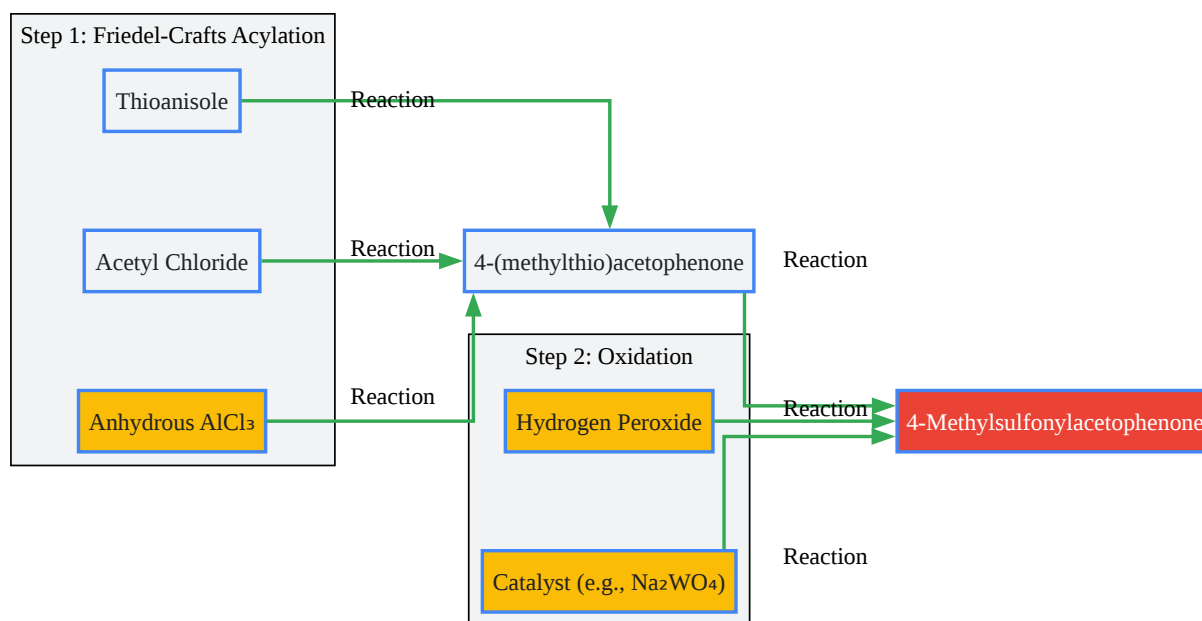 Step 1: Friedel-Crafts Acylation
Thioanisole
Reaction
Acetyl Chloride
Reaction
4-(methylthio)acetophenone
Reaction
Step 2: Oxidation
Anhydrous AlCl₃
Reaction
Hydrogen Peroxide
Reaction
4-Methylsulfonylacetophenone
Catalyst (e.g., Na₂WO₄)
Reaction